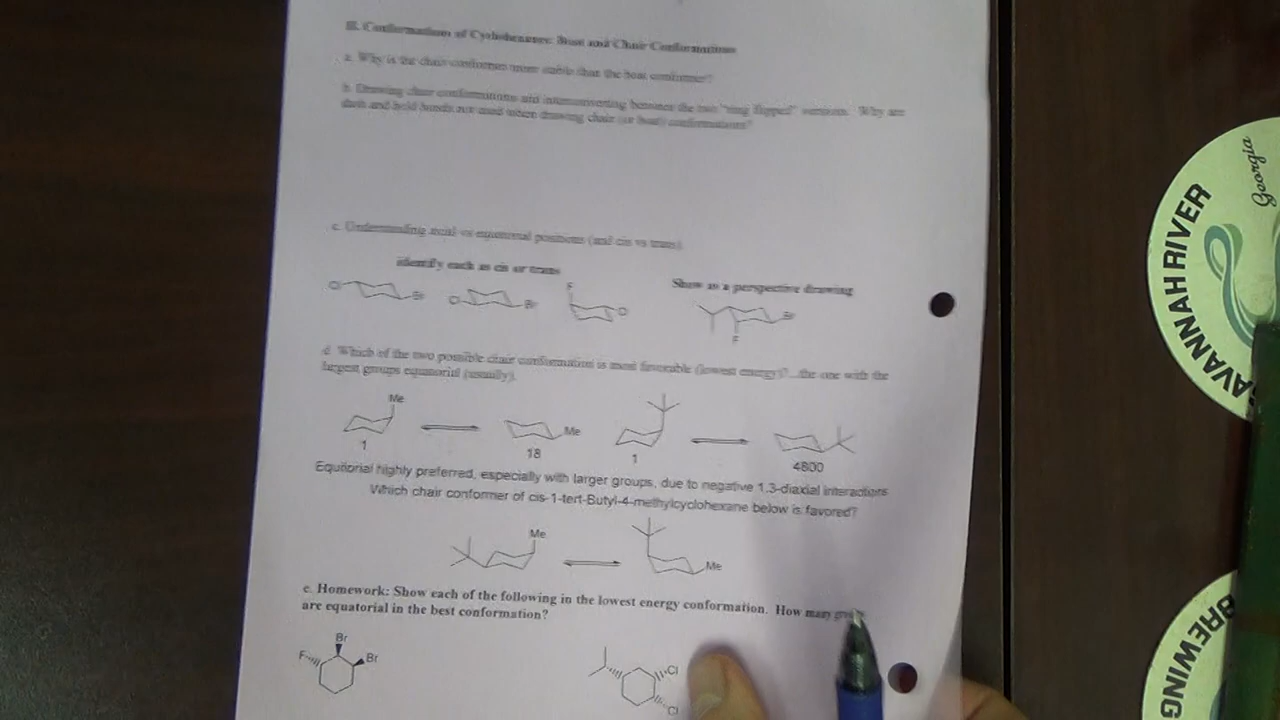 III. Conformations of Cyclohexanes: Boat and Chair Conformations
a. Why is the chair conformer more stable than the boat conformer?
b. Drawing chair conformations and interconverting between the two "ring flipped" versions. Why are
dash and bold bonds not used when drawing chair (or boat) conformations?
c. Understanding axial vs equatorial positions (and cis vs trans).
identify each as cis or trans
Show as a perspective drawing
F
Br
Br
Br
F
d. Which of the two possible chair conformation is most favorable (lowest energy)? ...the one with the
largest groups equatorial (usually).
Me
Me
1
18
1
4800
Equitorial highly preferred, especially with larger groups, due to negative 1,3-diaxial interactions
Which chair conformer of cis-1-tert-Butyl-4-methylcyclohexane below is favored?
Me
Me
e. Homework: Show each of the following in the lowest energy conformation. How many
are equatorial in the best conformation?
Br
F
Br
Cl
Cl
SAVANNAH RIVER
Georgia
BREWING